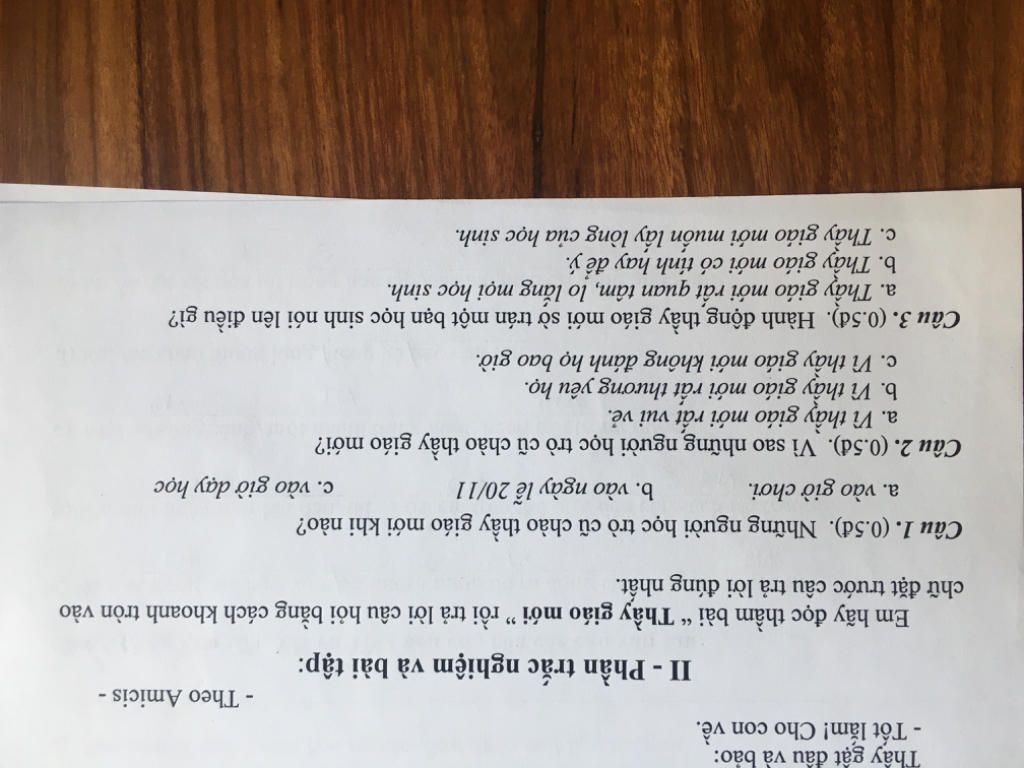 Thầy gật đầu và bảo:
- Tốt lắm! Cho con về.
- Theo Amicis -
II - Phần trắc nghiệm và bài tập:
Em hãy đọc thầm bài “ Thầy giáo mới ” rồi trả lời câu hỏi bằng cách khoanh tròn vào
chữ đặt trước câu trả lời đúng nhất.
Câu 1. (0.5đ). Những người học trò cũ chào thầy giáo mới khi nào?
a. vào giờ chơi. b. vào ngày lễ 20/11 c. vào giờ dạy học
Câu 2. (0.5đ). Vì sao những người học trò cũ chào thầy giáo mới?
a. Vì thầy giáo mới rất vui vẻ.
b. Vì thầy giáo mới rất thương yêu họ.
c. Vì thầy giáo mới không đánh họ bao giờ.
Câu 3. (0.5đ). Hành động thầy giáo mới sờ trán một bạn học sinh nói lên điều gì?
a. Thầy giáo mới rất quan tâm, lo lắng mọi học sinh.
b. Thầy giáo mới có tính hay để ý.
c. Thầy giáo mới muốn lấy lòng của học sinh.